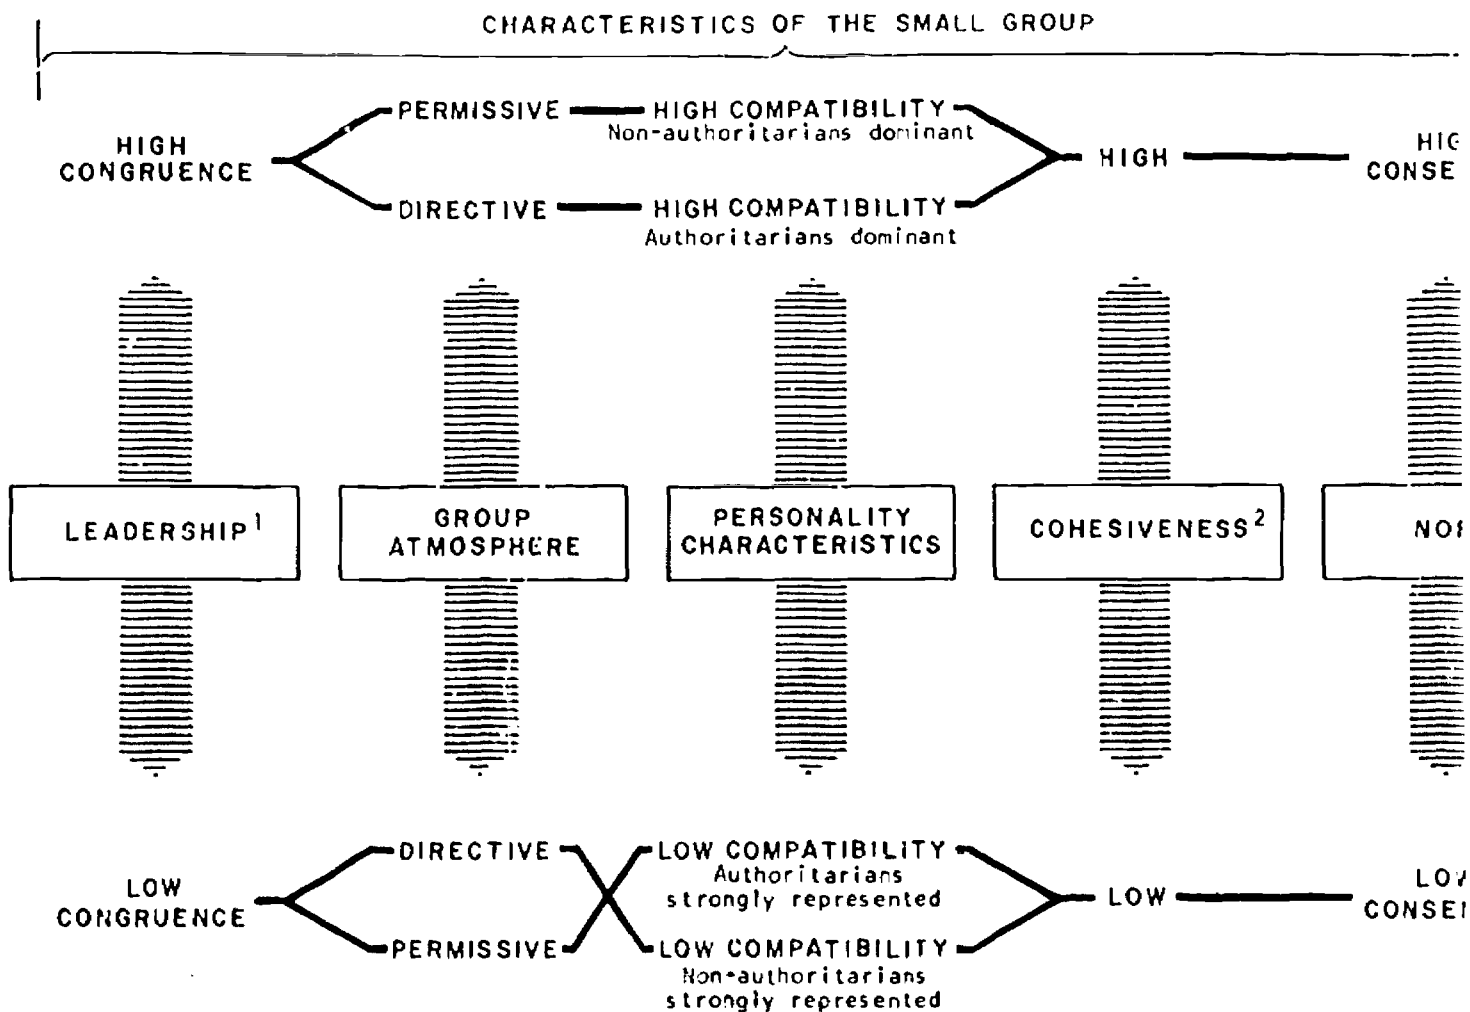 CHARACTERISTICS OF THE SMALL GROUP
PERMISSIVE HIGH COMPATIBILITY
Non-authoritarians dominant
HIGH
CONGRUENCE
HIGH
CONSE
DIRECTIVE HIGH COMPATIBILITY
Authoritarians dominant
LEADERSHIP¹
GROUP
ATMOSPHERE
PERSONALITY
CHARACTERISTICS
COHESIVENESS²
DIRECTIVE LOW COMPATIBILITY
Authoritarians
strongly represented
LOW
CONGRUENCE
LOW
CONSEN
PERMISSIVE LOW COMPATIBILITY
Non-authoritarians
strongly represented